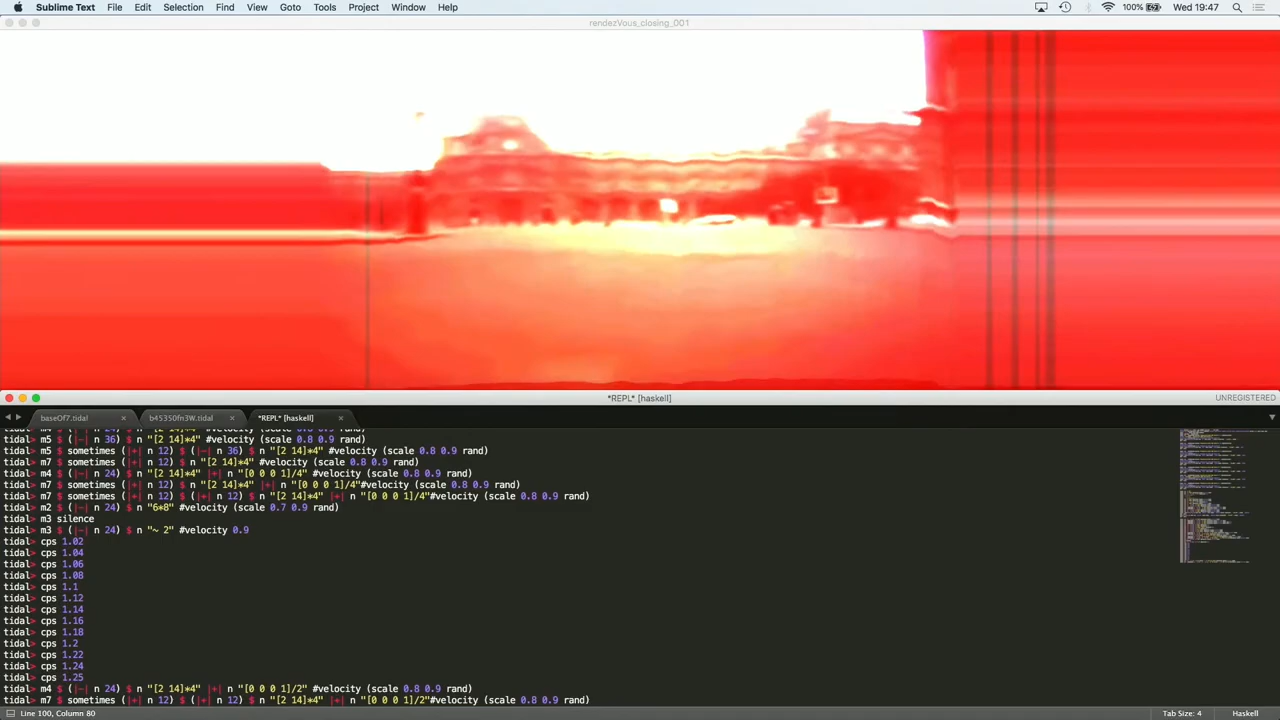 Sublime Text File Edit Selection Find View Goto Tools Project Window Help 100% Wed 19:47
rendezVous_closing_001
*REPL* [haskell] UNREGISTERED
baseOf7.tidal × b45350fn3W.tidal × *REPL* [haskell] ×
tidal> m5 $ (|-| n 36) $ n "[2 14]*4" #velocity (scale 0.8 0.9 rand)
tidal> m5 $ sometimes (|+| n 12) $ (|-| n 36) $ n "[2 14]*4" #velocity (scale 0.8 0.9 rand)
tidal> m7 $ sometimes (|+| n 12) $ n "[2 14]*4" #velocity (scale 0.8 0.9 rand)
tidal> m4 $ (|-| n 24) $ n "[2 14]*4" |+| n "[0 0 0 1]/4" #velocity (scale 0.8 0.9 rand)
tidal> m7 $ sometimes (|+| n 12) $ n "[2 14]*4" |+| n "[0 0 0 1]/4"#velocity (scale 0.8 0.9 rand)
tidal> m7 $ sometimes (|+| n 12) $ (|+| n 12) $ n "[2 14]*4" |+| n "[0 0 0 1]/4"#velocity (scale 0.8 0.9 rand)
tidal> m2 $ (|-| n 24) $ n "6*8" #velocity (scale 0.7 0.9 rand)
tidal> m3 silence
tidal> m3 $ (|-| n 24) $ n "~ 2" #velocity 0.9
tidal> cps 1.02
tidal> cps 1.04
tidal> cps 1.06
tidal> cps 1.08
tidal> cps 1.1
tidal> cps 1.12
tidal> cps 1.14
tidal> cps 1.16
tidal> cps 1.18
tidal> cps 1.2
tidal> cps 1.22
tidal> cps 1.24
tidal> cps 1.25
tidal> m4 $ (|-| n 24) $ n "[2 14]*4" |+| n "[0 0 0 1]/2" #velocity (scale 0.8 0.9 rand)
tidal> m7 $ sometimes (|+| n 12) $ (|+| n 12) $ n "[2 14]*4" |+| n "[0 0 0 1]/2"#velocity (scale 0.8 0.9 rand)
Line 100, Column 80 Tab Size: 4 Haskell